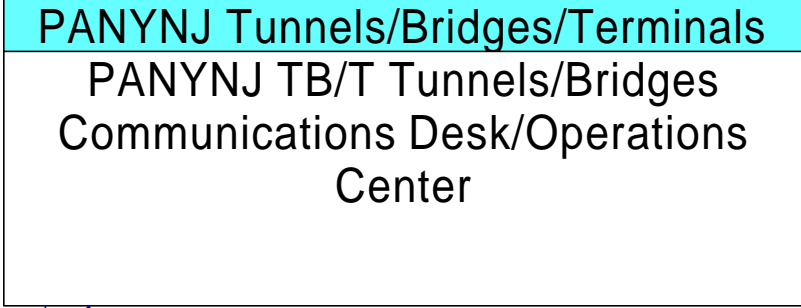 PANYNJ Tunnels/Bridges/Terminals
PANYNJ TB/T Tunnels/Bridges
Communications Desk/Operations
Center